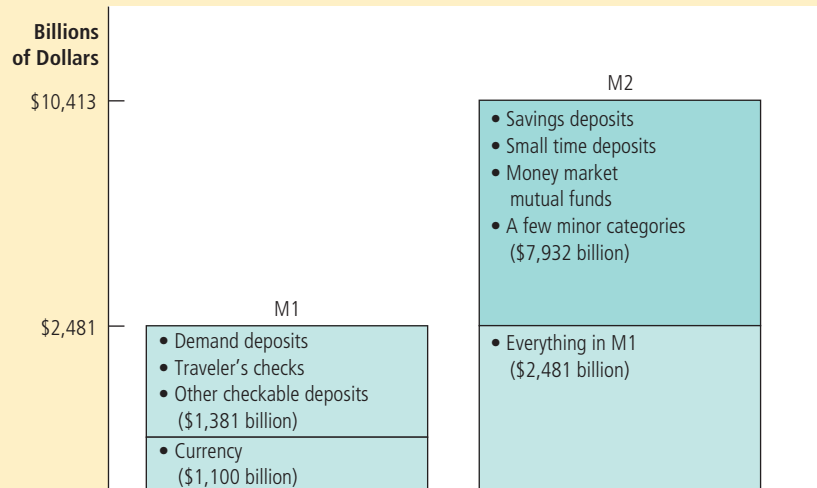 Billions
of Dollars
$10,413
$2,481
M1
• Demand deposits
• Traveler's checks
• Other checkable deposits
($1,381 billion)
• Currency
($1,100 billion)
M2
• Savings deposits
• Small time deposits
• Money market
mutual funds
• A few minor categories
($7,932 billion)
• Everything in M1
($2,481 billion)